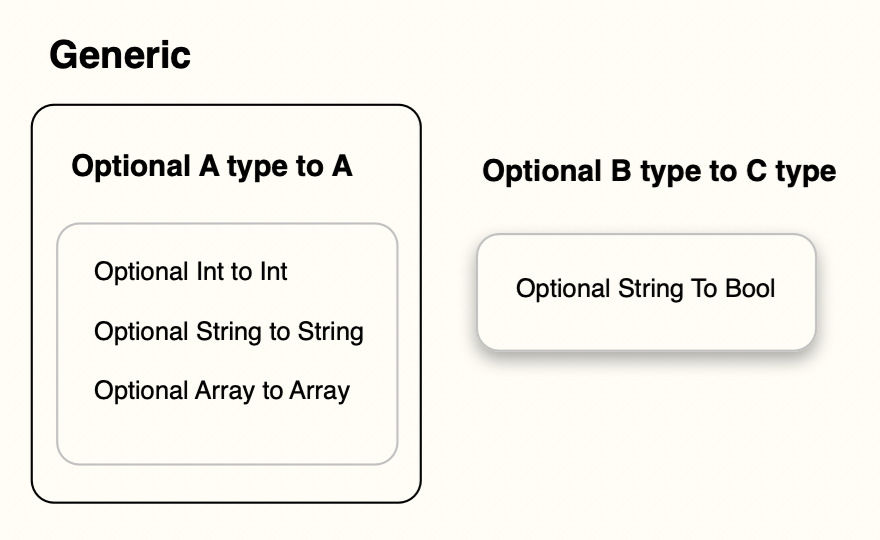 Generic
Optional A type to A
Optional Int to Int
Optional String to String
Optional Array to Array
Optional B type to C type
Optional String To Bool